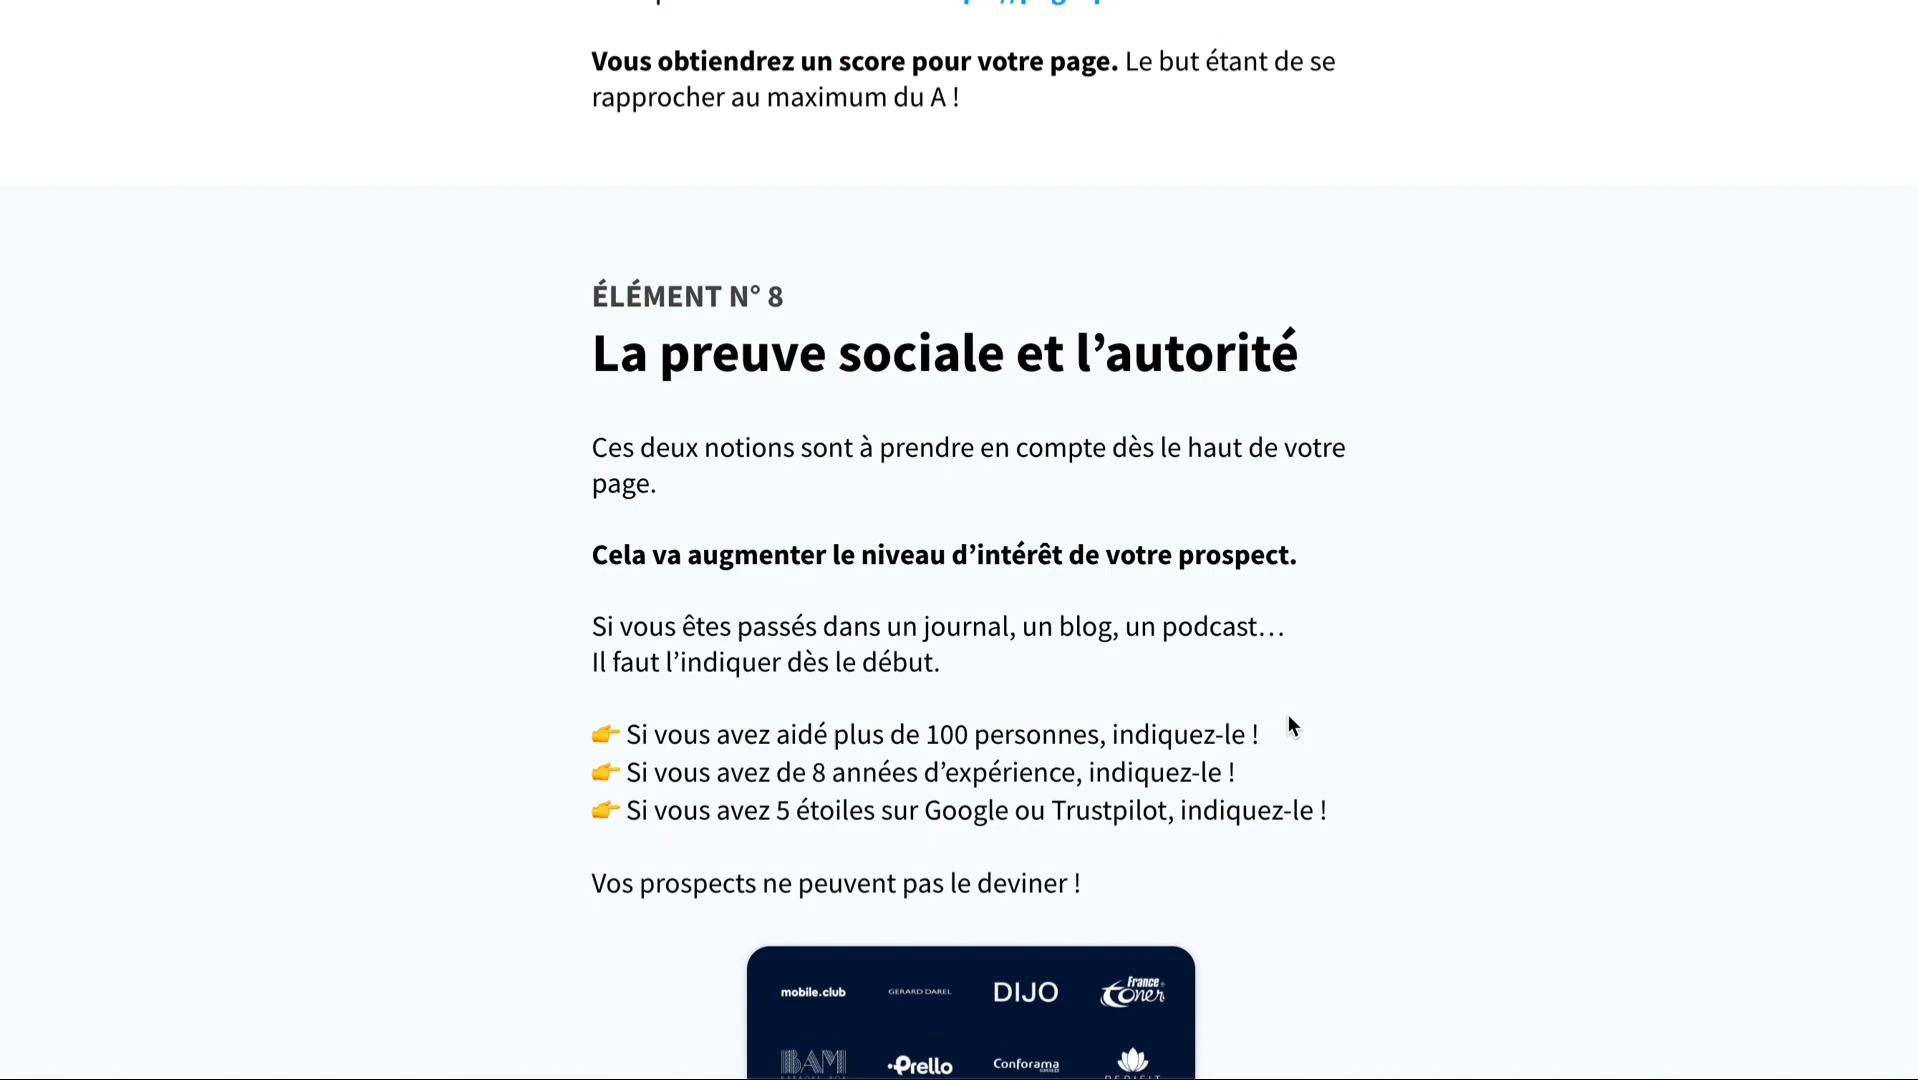 Vous obtiendrez un score pour votre page. Le but étant de se
rapprocher au maximum du A !
ÉLÉMENT N° 8
La preuve sociale et l’autorité
Ces deux notions sont à prendre en compte dès le haut de votre
page.
Cela va augmenter le niveau d’intérêt de votre prospect.
Si vous êtes passés dans un journal, un blog, un podcast…
Il faut l’indiquer dès le début.
👉 Si vous avez aidé plus de 100 personnes, indiquez-le !
👉 Si vous avez de 8 années d’expérience, indiquez-le !
👉 Si vous avez 5 étoiles sur Google ou Trustpilot, indiquez-le !
Vos prospects ne peuvent pas le deviner !
mobile.club GERARD DAREL DIJO France Toner
BAM Prello Conforama